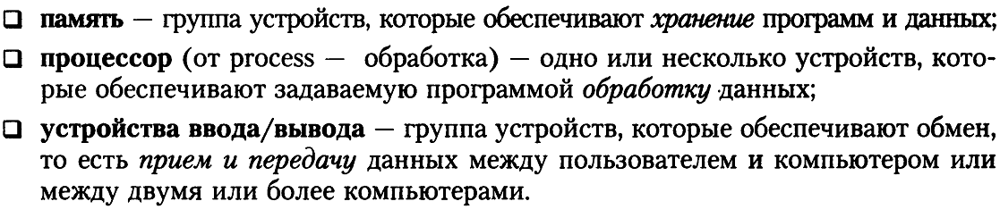 ❑ память — группа устройств, которые обеспечивают хранение программ и данных;
❑ процессор (от process — обработка) — одно или несколько устройств, кото-
рые обеспечивают задаваемую программой обработку данных;
❑ устройства ввода/вывода — группа устройств, которые обеспечивают обмен,
то есть прием и передачу данных между пользователем и компьютером или
между двумя или более компьютерами.